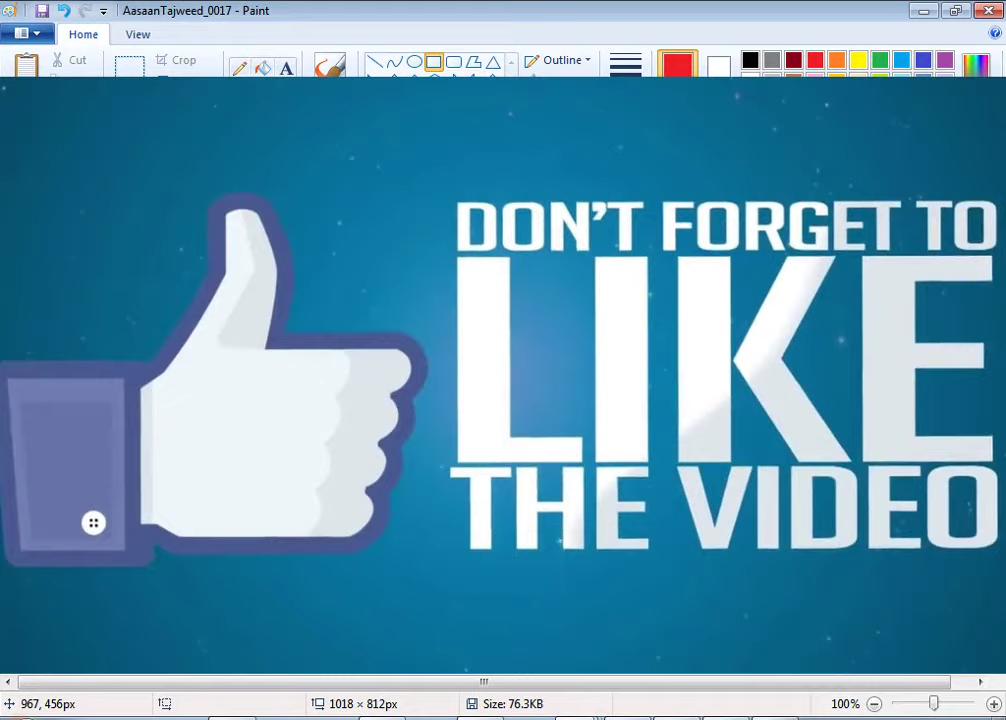 AasaanTajweed_0017 - Paint
Home View
Cut Crop A Outline
DON'T FORGET TO
LIKE
THE VIDEO
967, 456px 1018 × 812px Size: 76.3KB 100%